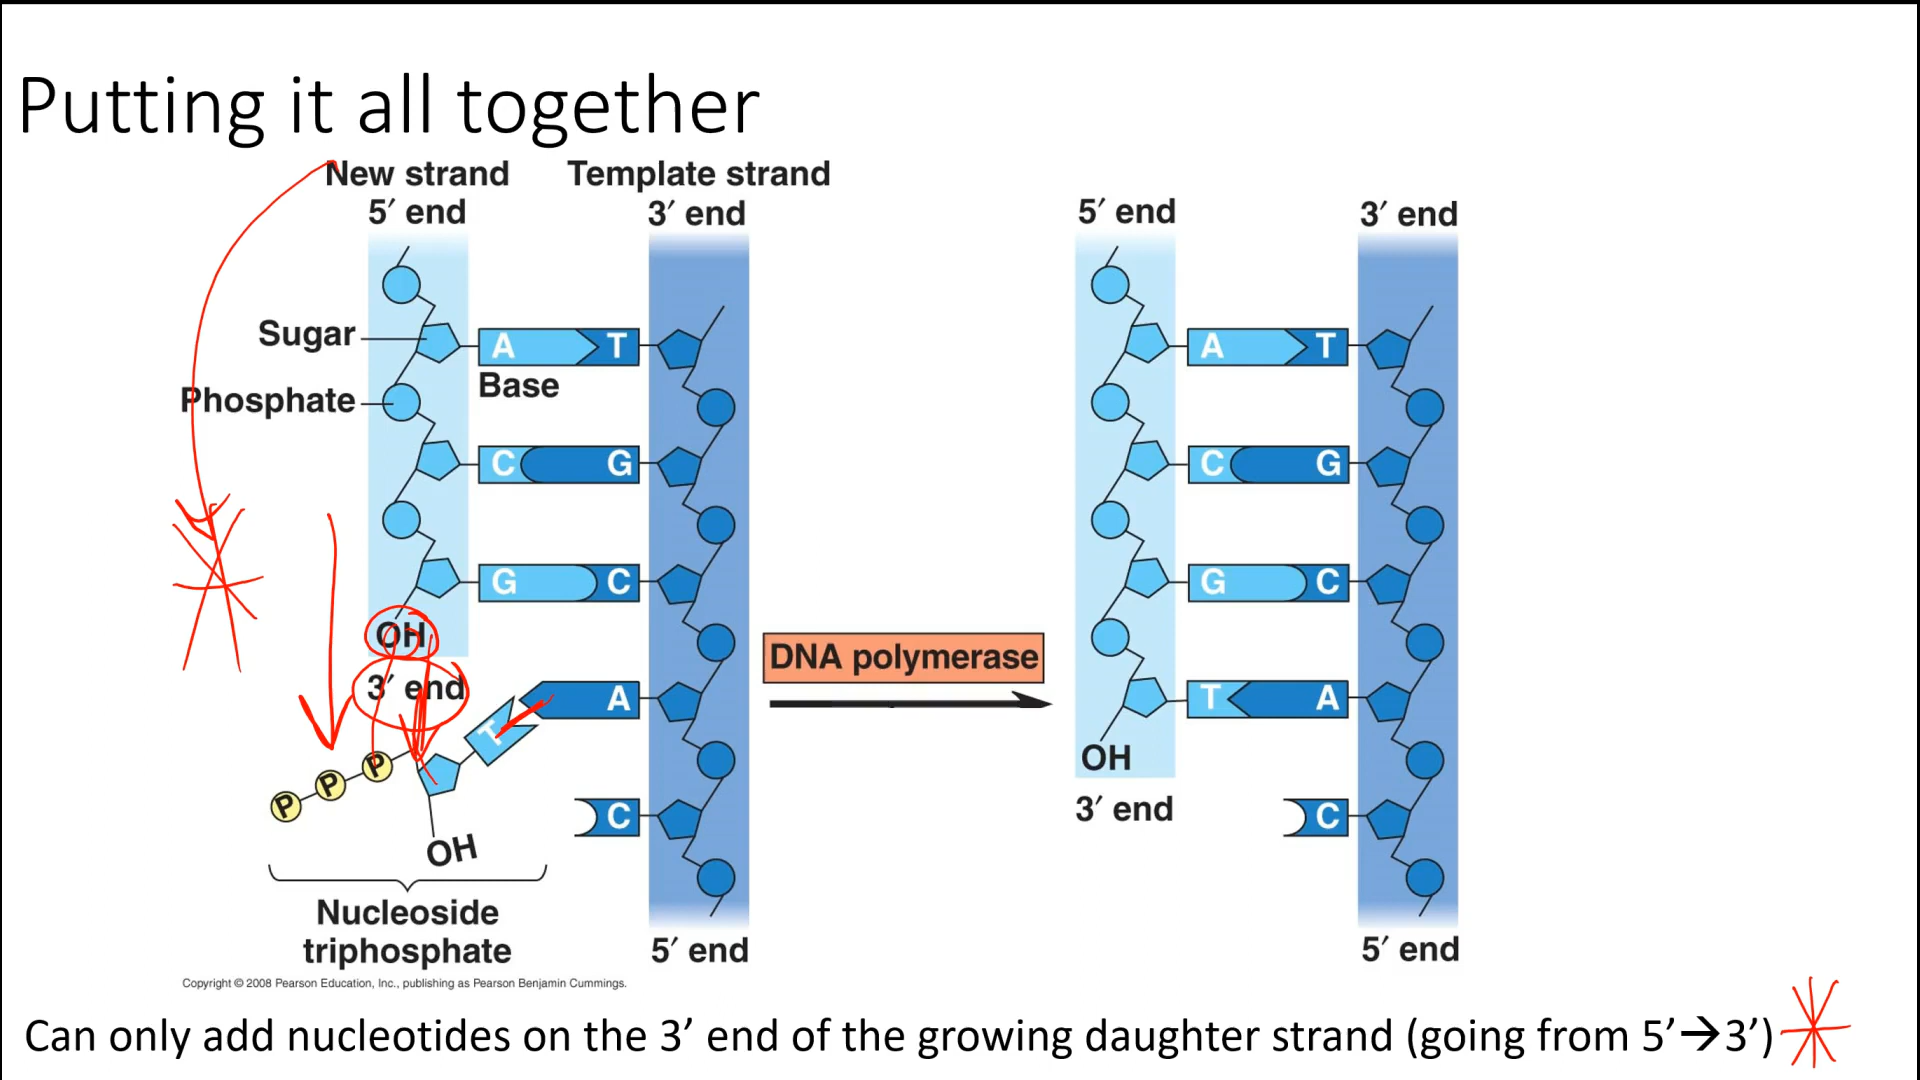 Putting it all together
New strand
Template strand
5′ end
3′ end
5′ end
3′ end
Sugar
A
T
A
T
Base
Phosphate
C
G
C
G
G
C
G
C
OH
DNA polymerase
3′ end
T
A
T
A
P
P
P
OH
3′ end
C
C
OH
Nucleoside
triphosphate
5′ end
5′ end
Copyright © 2008 Pearson Education, Inc., publishing as Pearson Benjamin Cummings.
Can only add nucleotides on the 3’ end of the growing daughter strand (going from 5’→3’)